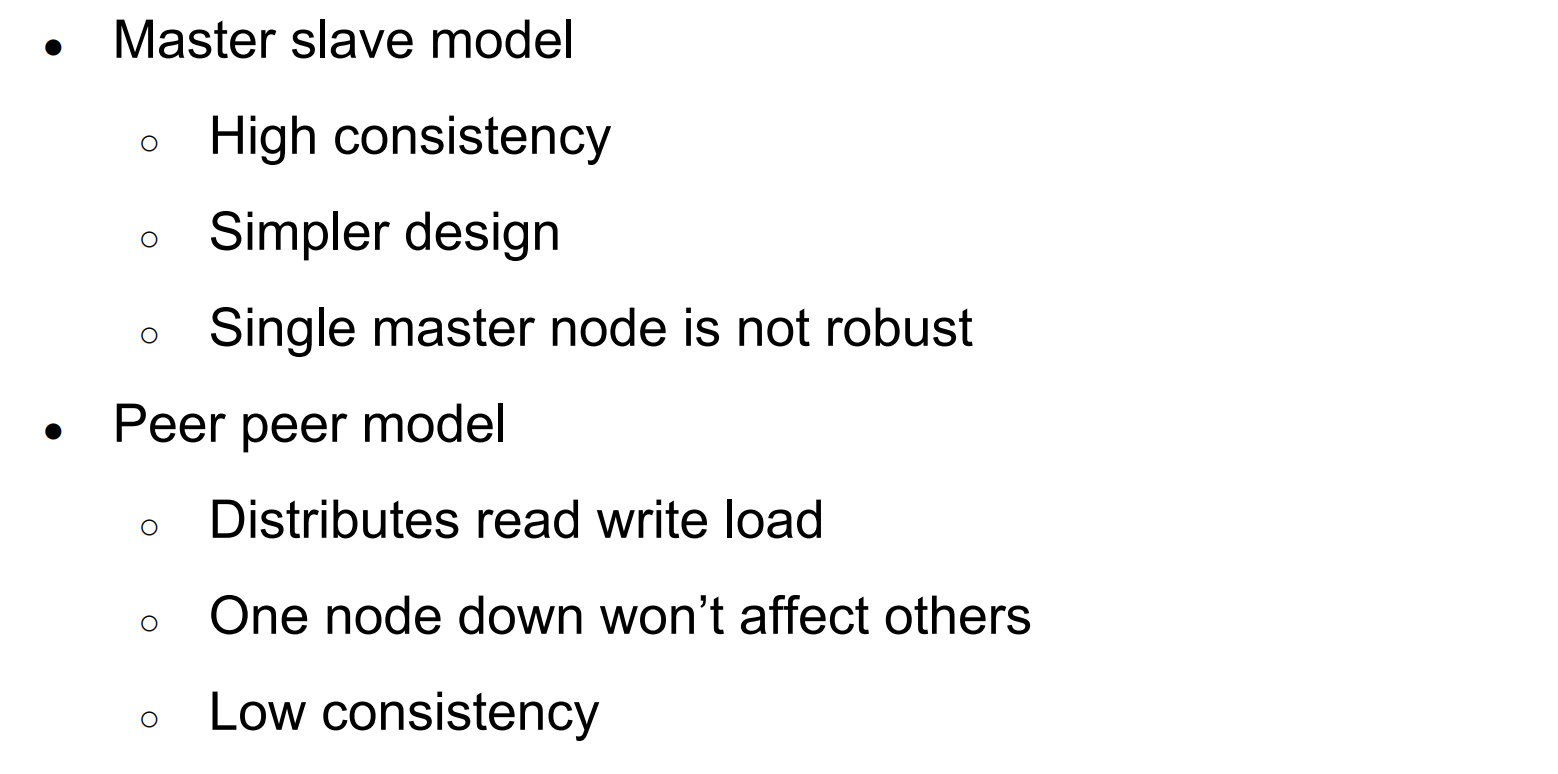 ● Master slave model
○ High consistency
○ Simpler design
○ Single master node is not robust
● Peer peer model
○ Distributes read write load
○ One node down won’t affect others
○ Low consistency